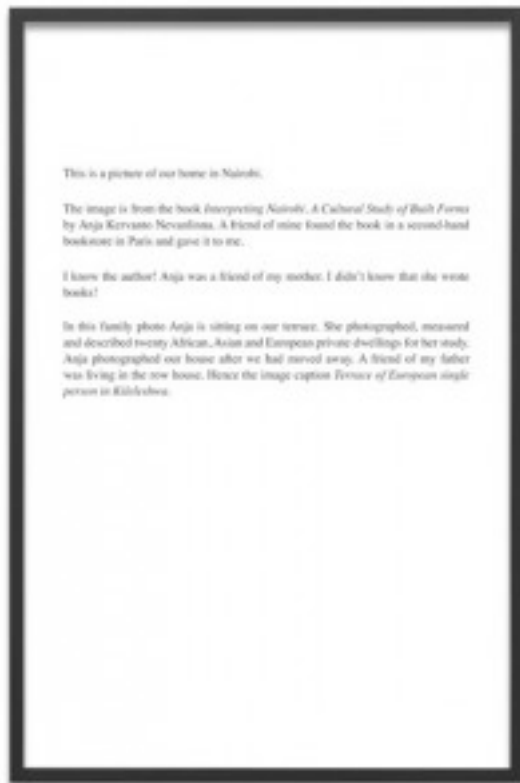 This is a picture of our home in Nairobi.
The image is from the book Interpreting Nairobi. A Cultural Study of Built Forms
by Anja Kervanto Nevanlinna. A friend of mine found the book in a second-hand
bookstore in Paris and gave it to me.
I know the author! Anja was a friend of my mother. I didn't know that she wrote
books!
In this family photo Anja is sitting on our terrace. She photographed, measured
and described twenty African, Asian and European private dwellings for her study.
Anja photographed our house after we had moved away. A friend of my father
was living in the row house. Hence the image caption Terrace of European single
person in Kileleshwa.